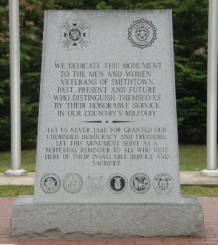 WE DEDICATE THIS MONUMENT
TO THE MEN AND WOMEN
VETERANS OF SMITHTOWN
PAST, PRESENT AND FUTURE
WHO DISTINGUISH THEMSELVES
BY THEIR HONORABLE SERVICE
IN OUR COUNTRY'S MILITARY
LET US NEVER TAKE FOR GRANTED OUR
CHERISHED DEMOCRACY AND FREEDOMS;
LET THIS MONUMENT SERVE AS A
PERPETUAL REMINDER TO ALL WHO VISIT
HERE OF THEIR INVALUABLE SERVICE AND
SACRIFICE